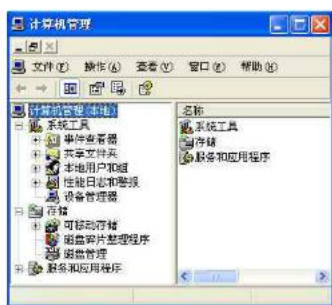 计算机管理
文件(F) 操作(A) 查看(V) 窗口(W) 帮助(H)
计算机管理(本地)
系统工具
事件查看器
共享文件夹
本地用户和组
性能日志和警报
设备管理器
存储
可移动存储
磁盘碎片整理程序
磁盘管理
服务和应用程序
名称
系统工具
存储
服务和应用程序